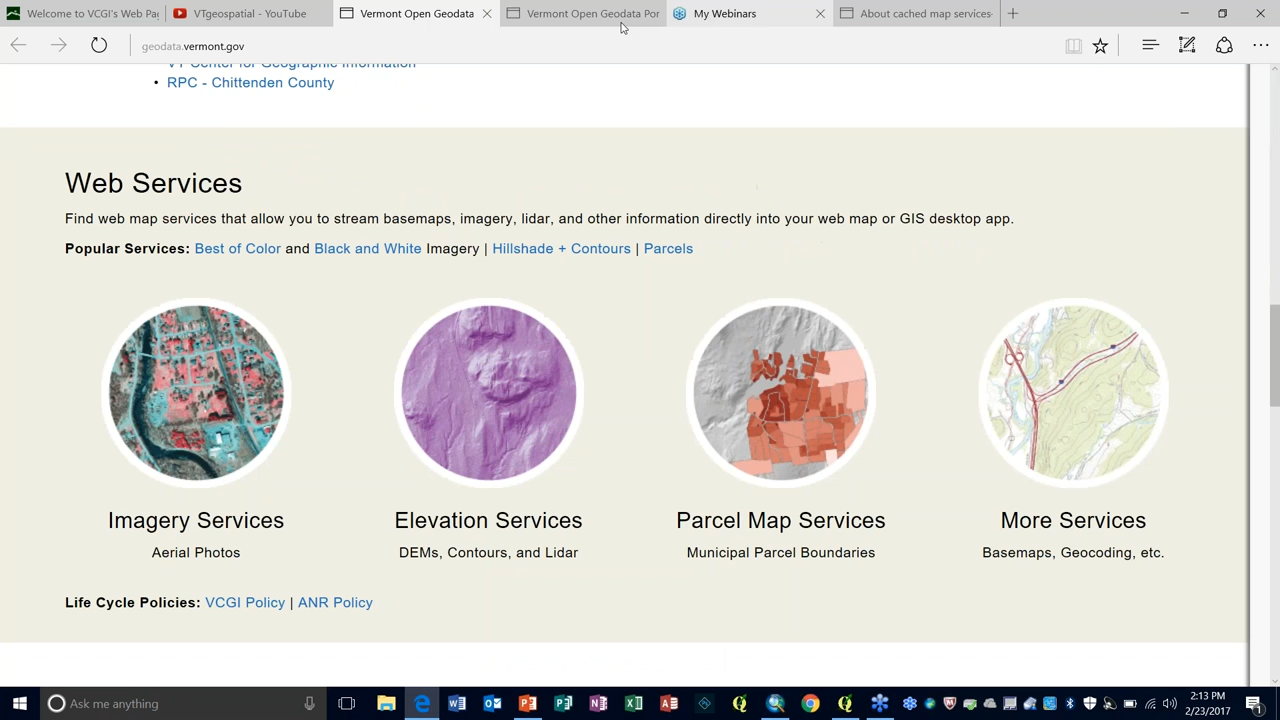 Welcome to VCGI's Web Pa
VTgeospatial - YouTube
Vermont Open Geodata
Vermont Open Geodata Por
My Webinars
About cached map services
geodata.vermont.gov
VT Center for Geographic Information
• RPC - Chittenden County
Web Services
Find web map services that allow you to stream basemaps, imagery, lidar, and other information directly into your web map or GIS desktop app.
Popular Services: Best of Color and Black and White Imagery | Hillshade + Contours | Parcels
Imagery Services
Aerial Photos
Elevation Services
DEMs, Contours, and Lidar
Parcel Map Services
Municipal Parcel Boundaries
More Services
Basemaps, Geocoding, etc.
Life Cycle Policies: VCGI Policy | ANR Policy
Ask me anything
2:13 PM
2/23/2017